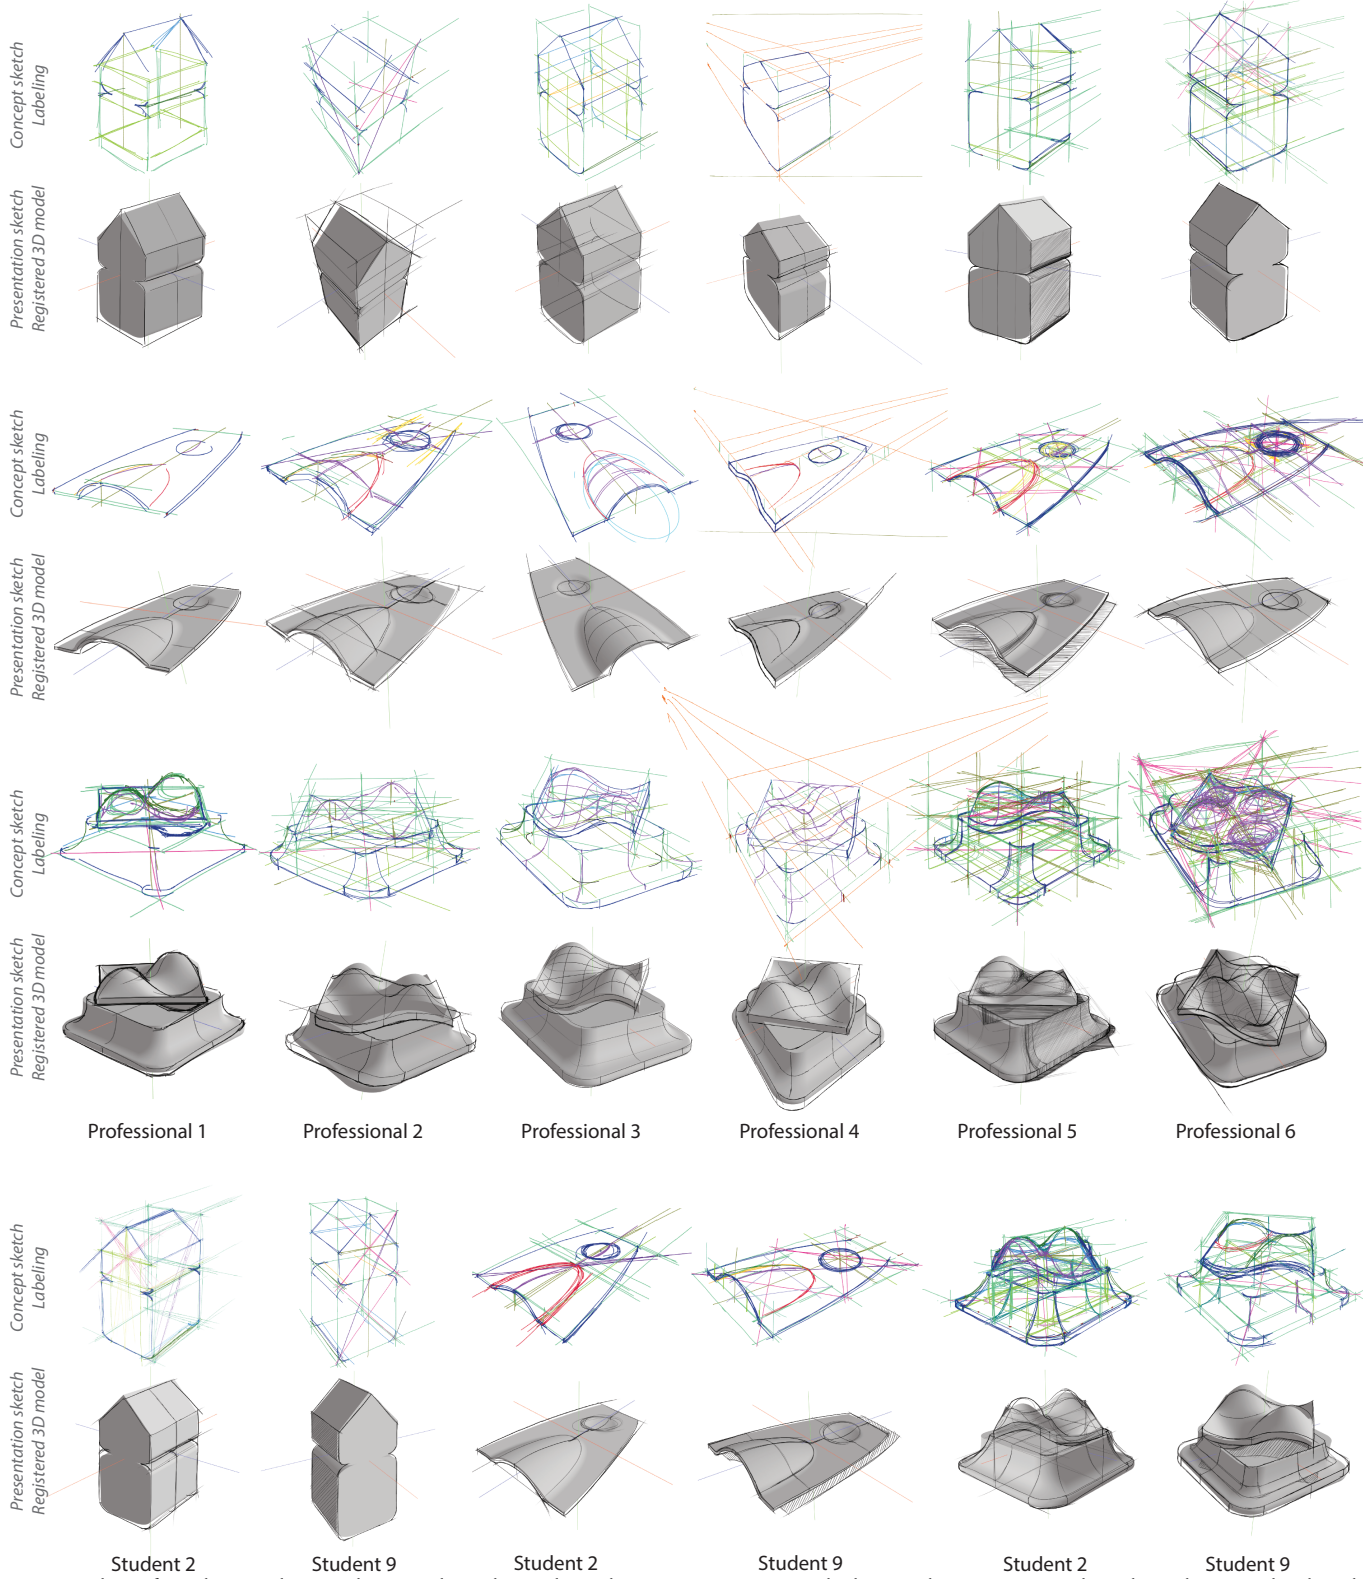 Concept sketch
Labeling
Presentation sketch
Registered 3D model
Concept sketch
Labeling
Presentation sketch
Registered 3D model
Concept sketch
Labeling
Presentation sketch
Registered 3D model
Professional 1
Professional 2
Professional 3
Professional 4
Professional 5
Professional 6
Concept sketch
Labeling
Presentation sketch
Registered 3D model
Student 2
Student 9
Student 2
Student 9
Student 2
Student 9